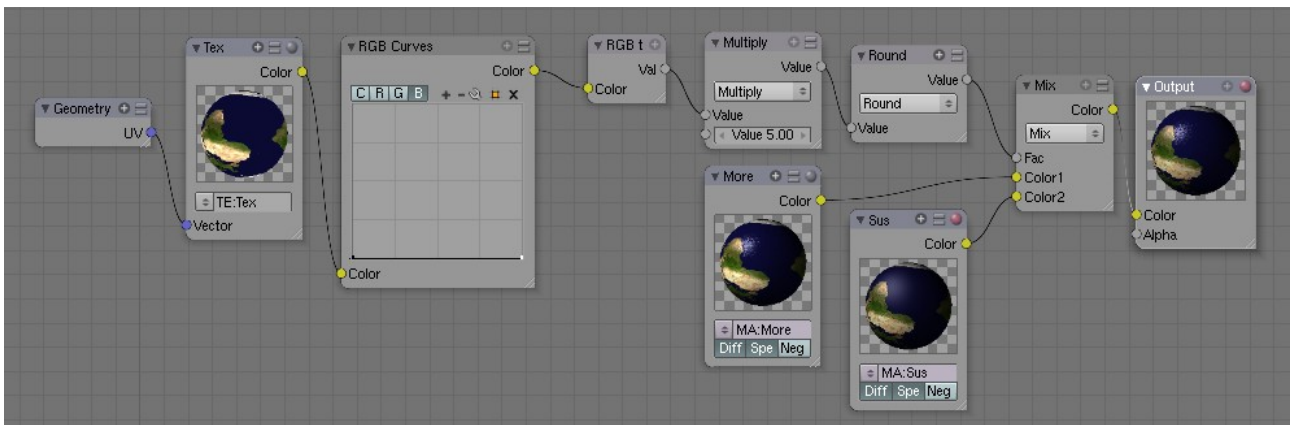 Geometry
UV
Tex
Color
TE:Tex
Vector
RGB Curves
Color
C R G B
Color
RGB t
Val
Color
Multiply
Value
Multiply
Value
Value 5.00
Round
Value
Round
Value
More
Color
MA:More
Diff Spe Neg
Sus
Color
MA:Sus
Diff Spe Neg
Mix
Color
Mix
Fac
Color1
Color2
Output
Color
Alpha